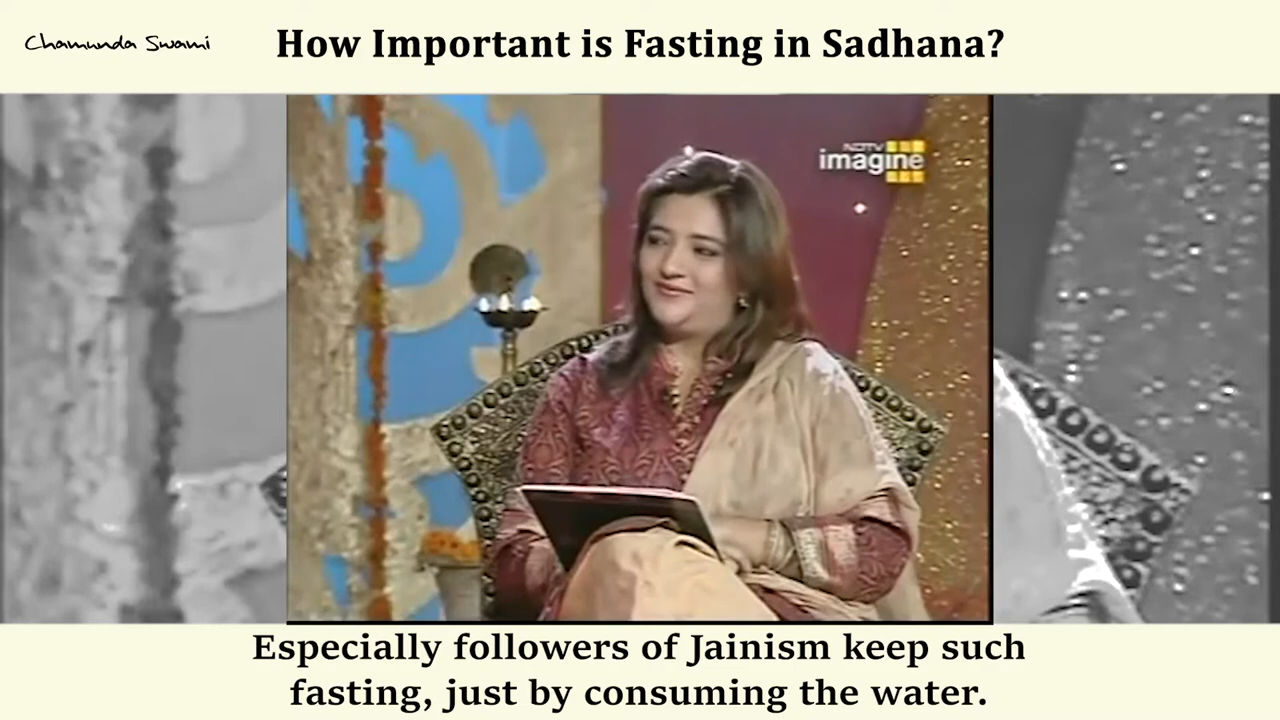 Chamunda Swami
How Important is Fasting in Sadhana?
NDTV
imagine
Especially followers of Jainism keep such
fasting, just by consuming the water.